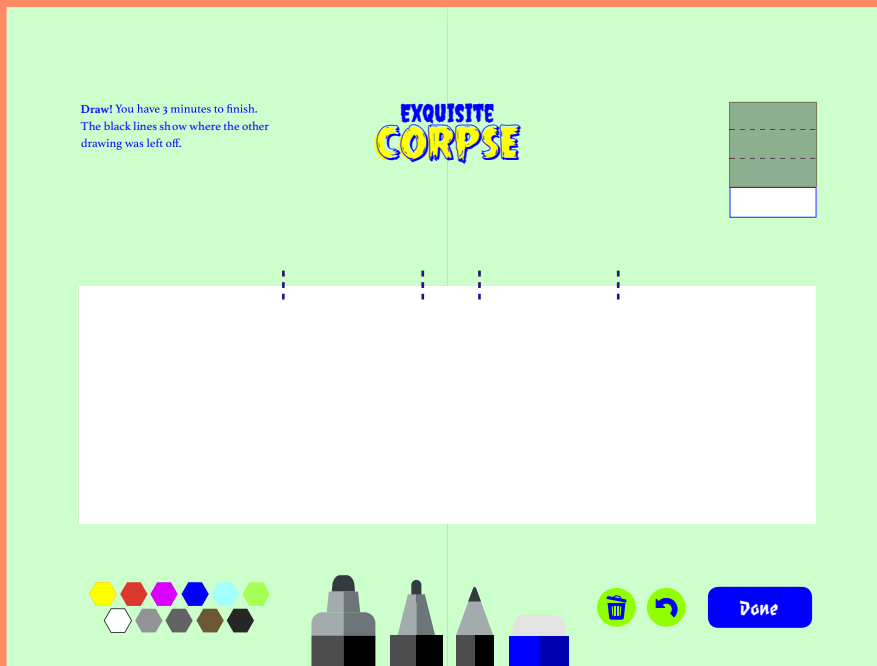 Draw! You have 3 minutes to finish.
The black lines show where the other
drawing was left off.
EXQUISITE
CORPSE
Done